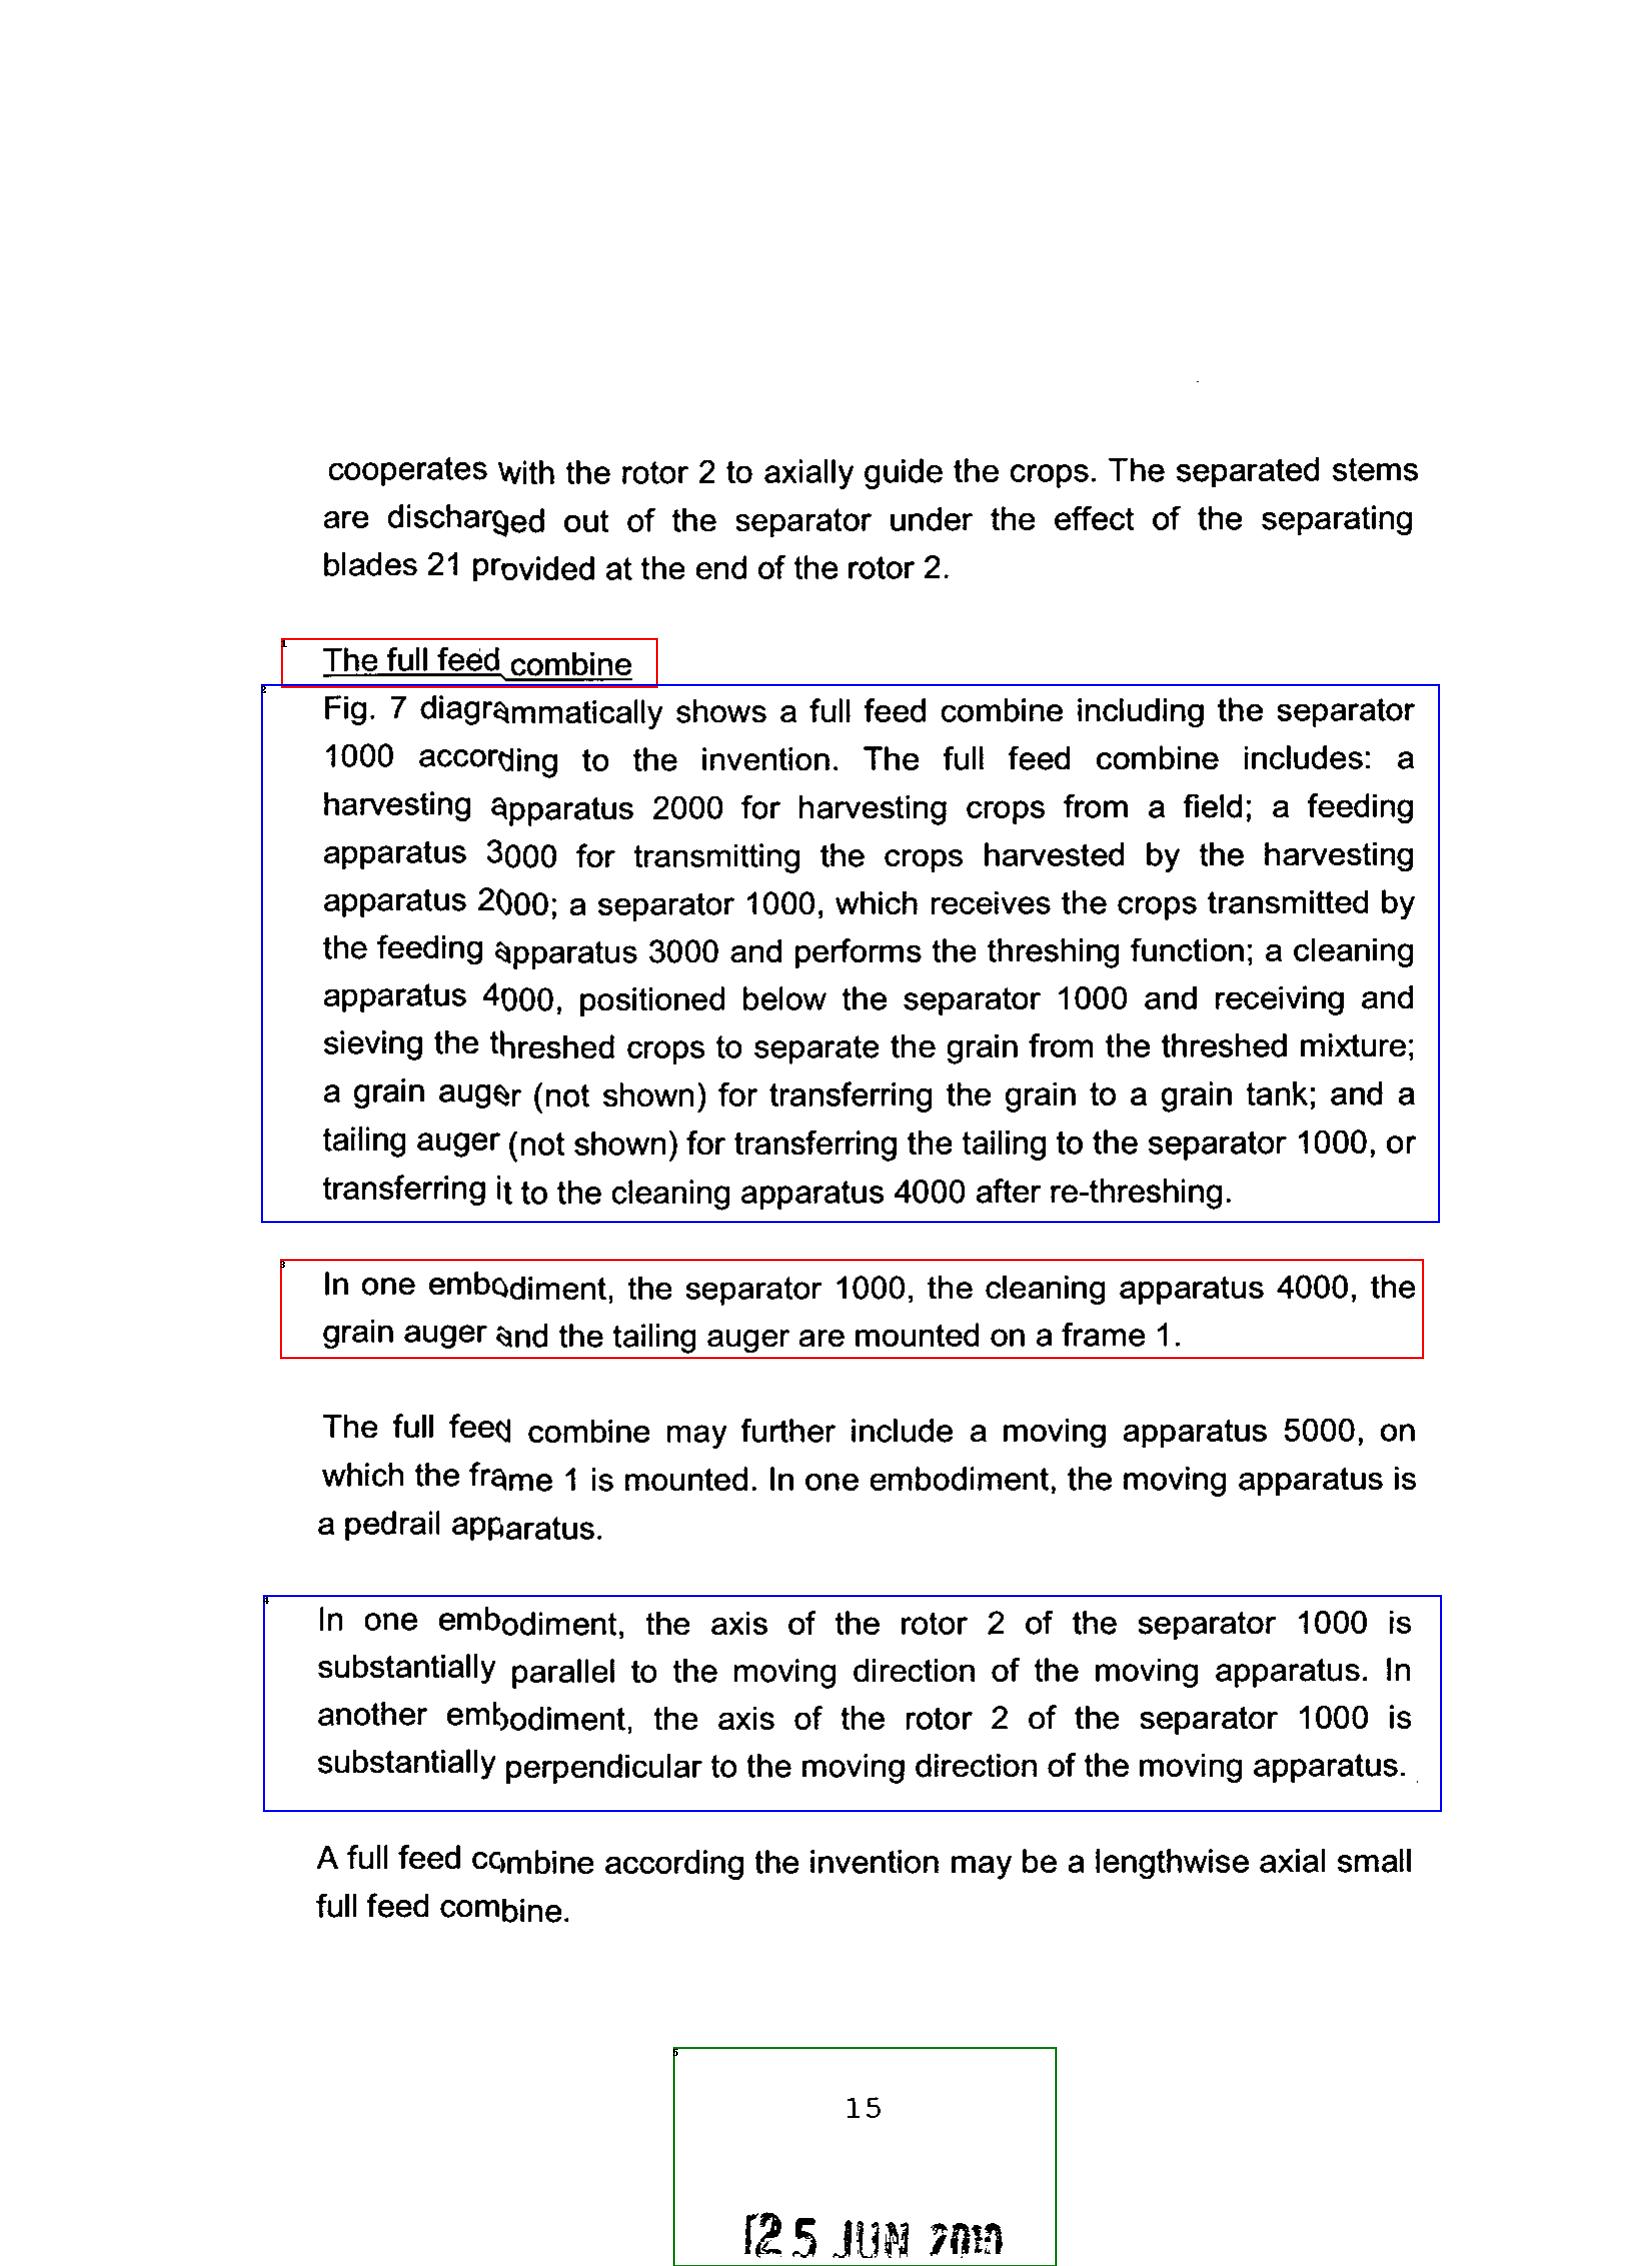 cooperates with the rotor 2 to axially guide the crops. The separated stems
are discharged out of the separator under the effect of the separating
blades 21 provided at the end of the rotor 2.
1
The full feed combine
2
Fig. 7 diagrammatically shows a full feed combine including the separator
1000 according to the invention. The full feed combine includes: a
harvesting apparatus 2000 for harvesting crops from a field; a feeding
apparatus 3000 for transmitting the crops harvested by the harvesting
apparatus 2000; a separator 1000, which receives the crops transmitted by
the feeding apparatus 3000 and performs the threshing function; a cleaning
apparatus 4000, positioned below the separator 1000 and receiving and
sieving the threshed crops to separate the grain from the threshed mixture;
a grain auger (not shown) for transferring the grain to a grain tank; and a
tailing auger (not shown) for transferring the tailing to the separator 1000, or
transferring it to the cleaning apparatus 4000 after re-threshing.
3
In one embodiment, the separator 1000, the cleaning apparatus 4000, the
grain auger and the tailing auger are mounted on a frame 1.
The full feed combine may further include a moving apparatus 5000, on
which the frame 1 is mounted. In one embodiment, the moving apparatus is
a pedrail apparatus.
4
In one embodiment, the axis of the rotor 2 of the separator 1000 is
substantially parallel to the moving direction of the moving apparatus. In
another embodiment, the axis of the rotor 2 of the separator 1000 is
substantially perpendicular to the moving direction of the moving apparatus.
A full feed combine according the invention may be a lengthwise axial small
full feed combine.
5
15
25 JUN